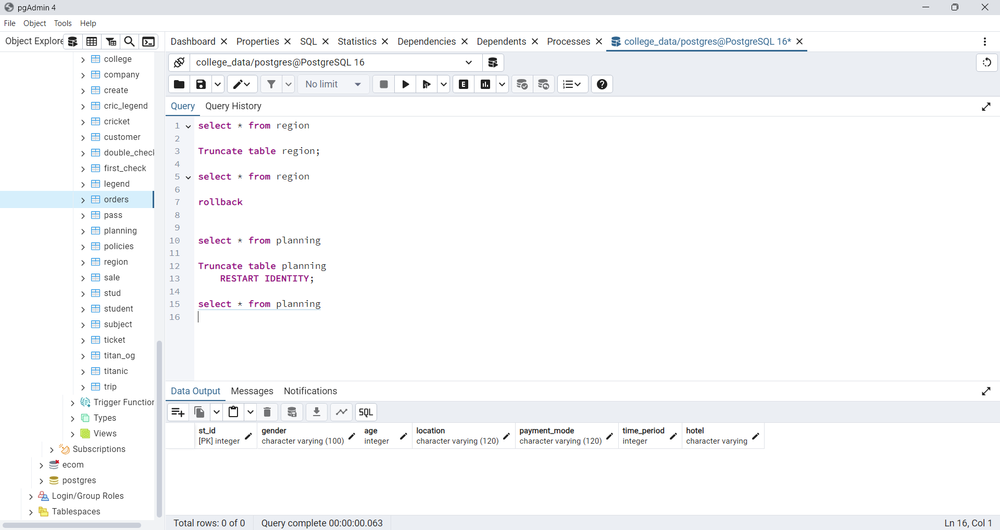 pgAdmin 4
File Object Tools Help
Object Explore
Dashboard Properties SQL Statistics Dependencies Dependents Processes college_data/postgres@PostgreSQL 16*
college_data/postgres@PostgreSQL 16
No limit
E
Query Query History
1 select * from region
2
3 Truncate table region;
4
5 select * from region
6
7 rollback
8
9
10 select * from planning
11
12 Truncate table planning
13 RESTART IDENTITY;
14
15 select * from planning
16
college
company
create
cric_legend
cricket
customer
double_check
first_check
legend
orders
pass
planning
policies
region
sale
stud
student
subject
ticket
titan_og
titanic
trip
Trigger Function
Types
Views
Subscriptions
ecom
postgres
Login/Group Roles
Tablespaces
Data Output Messages Notifications
SQL
st_id gender age location payment_mode time_period hotel
[PK] integer character varying (100) integer character varying (120) character varying (120) integer character varying
Total rows: 0 of 0 Query complete 00:00:00.063 Ln 16, Col 1